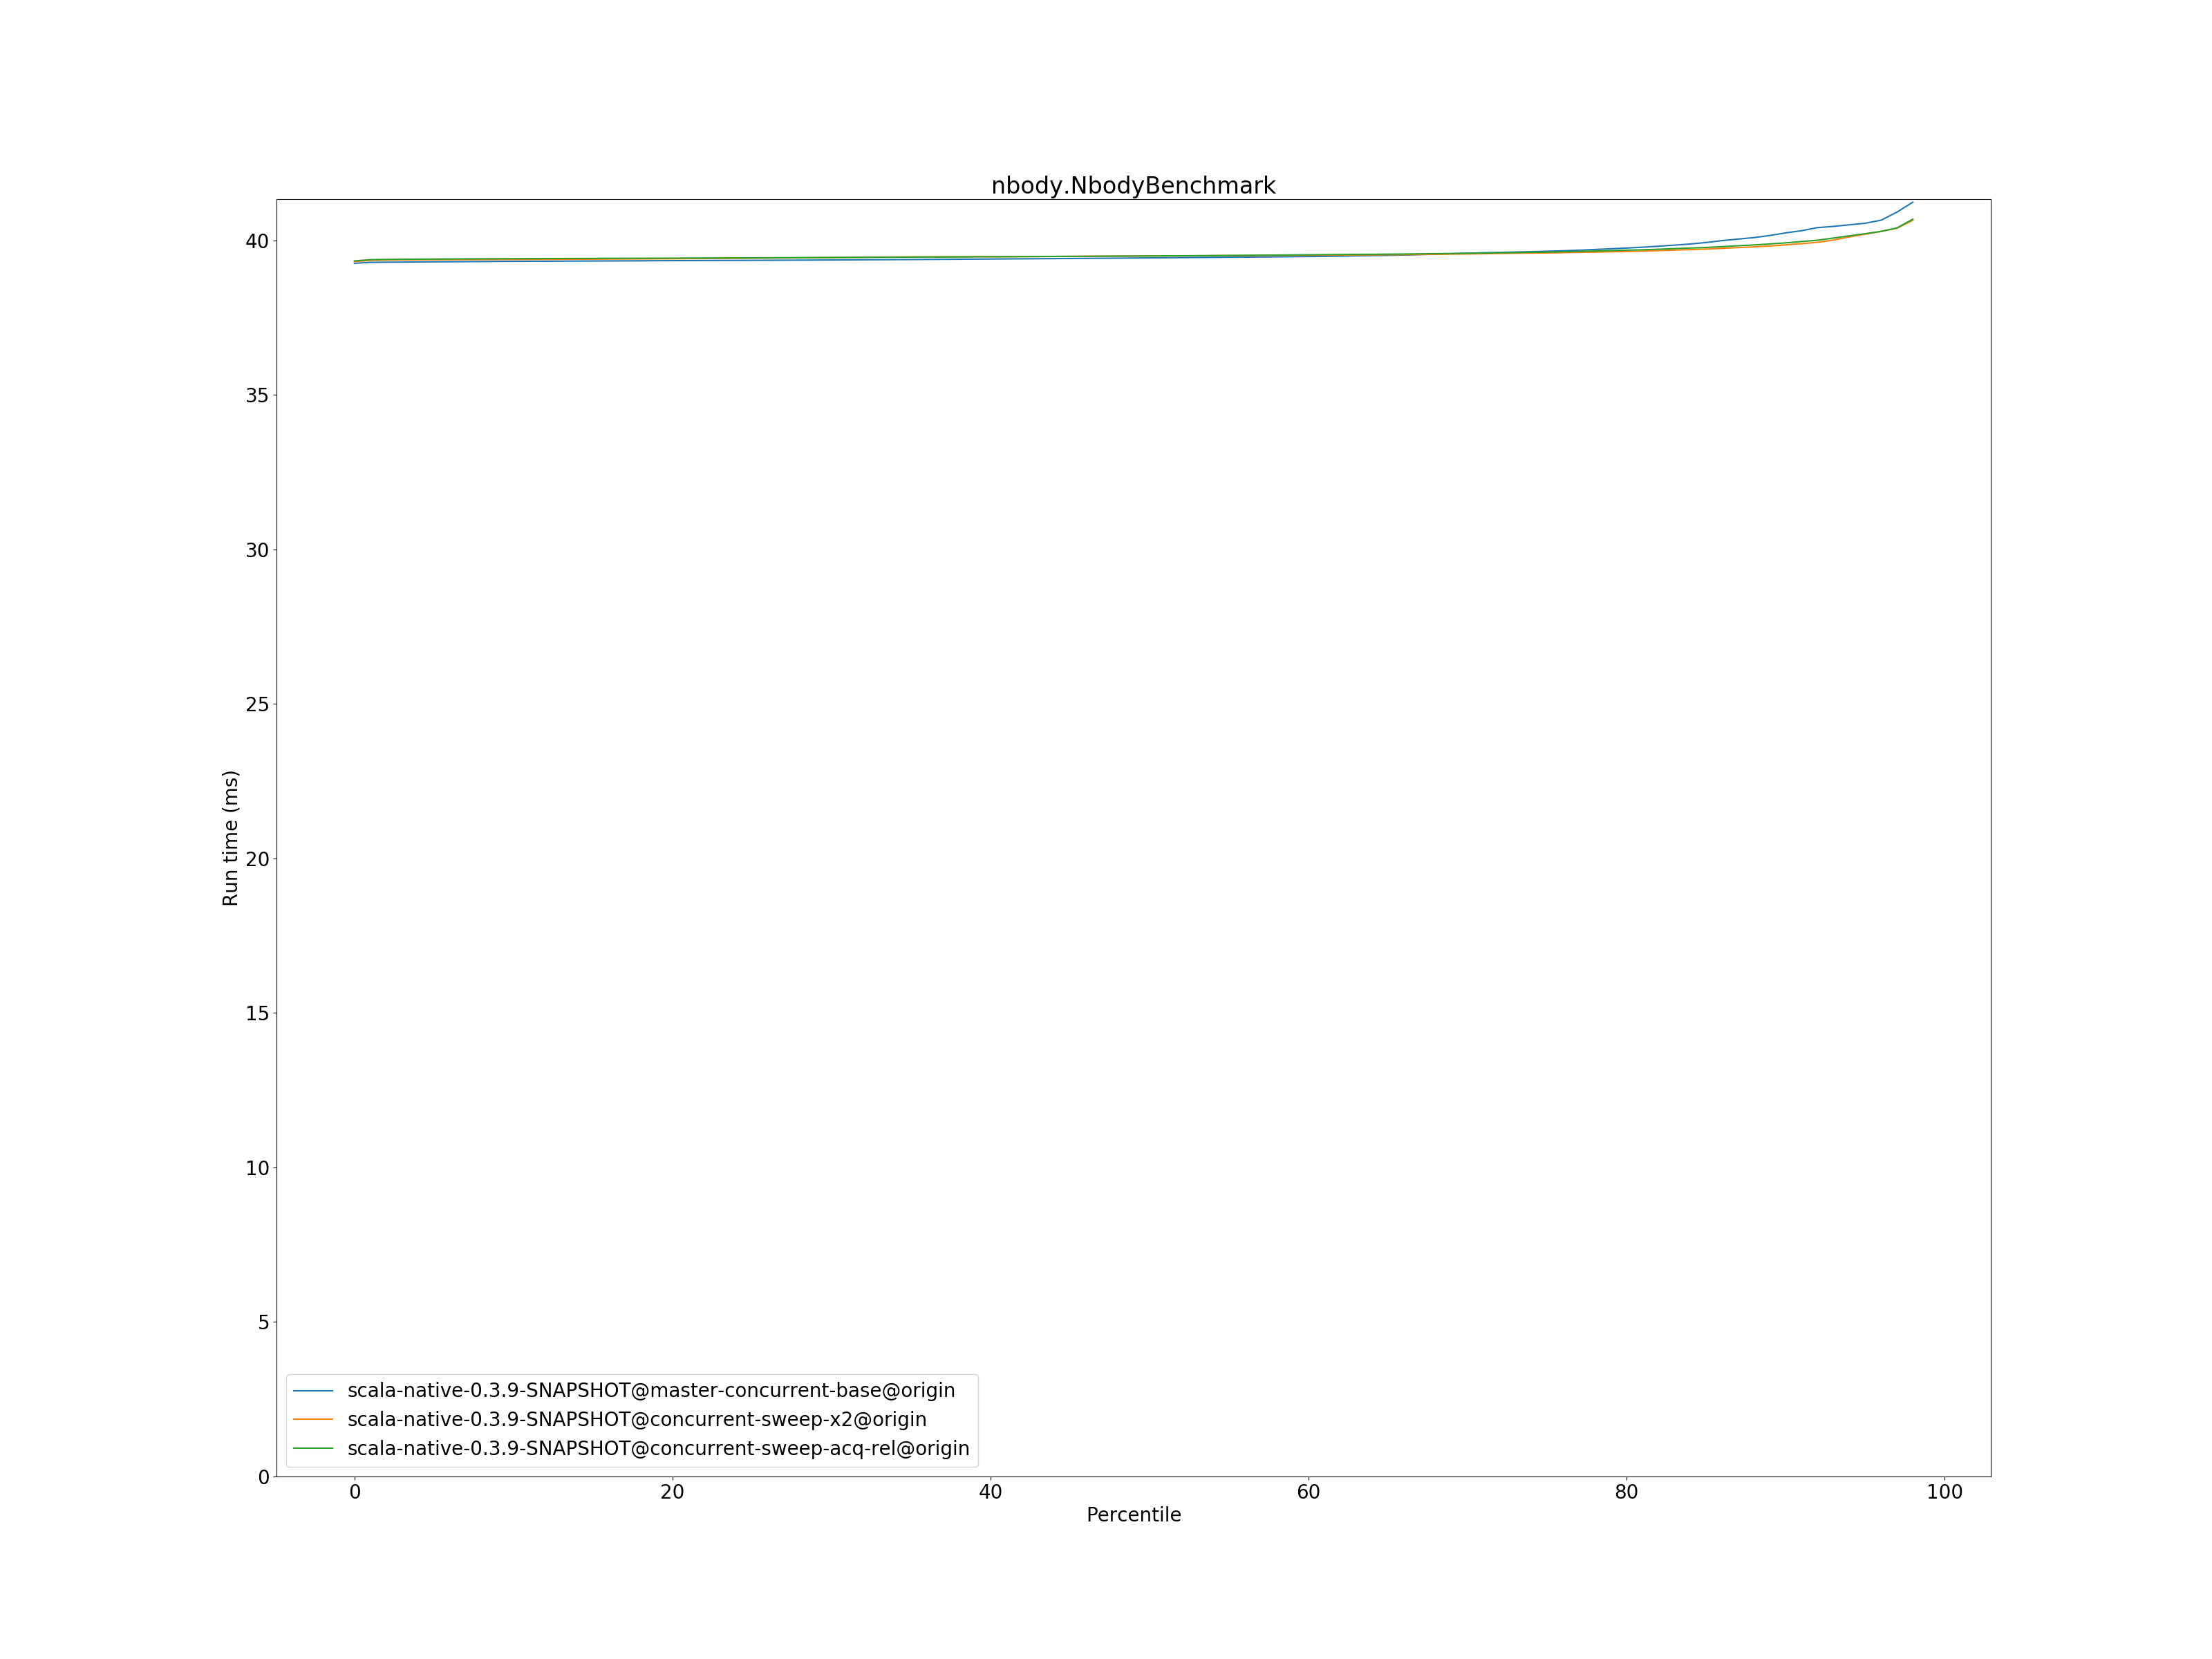 nbody.NbodyBenchmark
40
35
30
25
20
15
10
5
0
Run time (ms)
scala-native-0.3.9-SNAPSHOT@master-concurrent-base@origin
scala-native-0.3.9-SNAPSHOT@concurrent-sweep-x2@origin
scala-native-0.3.9-SNAPSHOT@concurrent-sweep-acq-rel@origin
0 20 40 60 80 100
Percentile